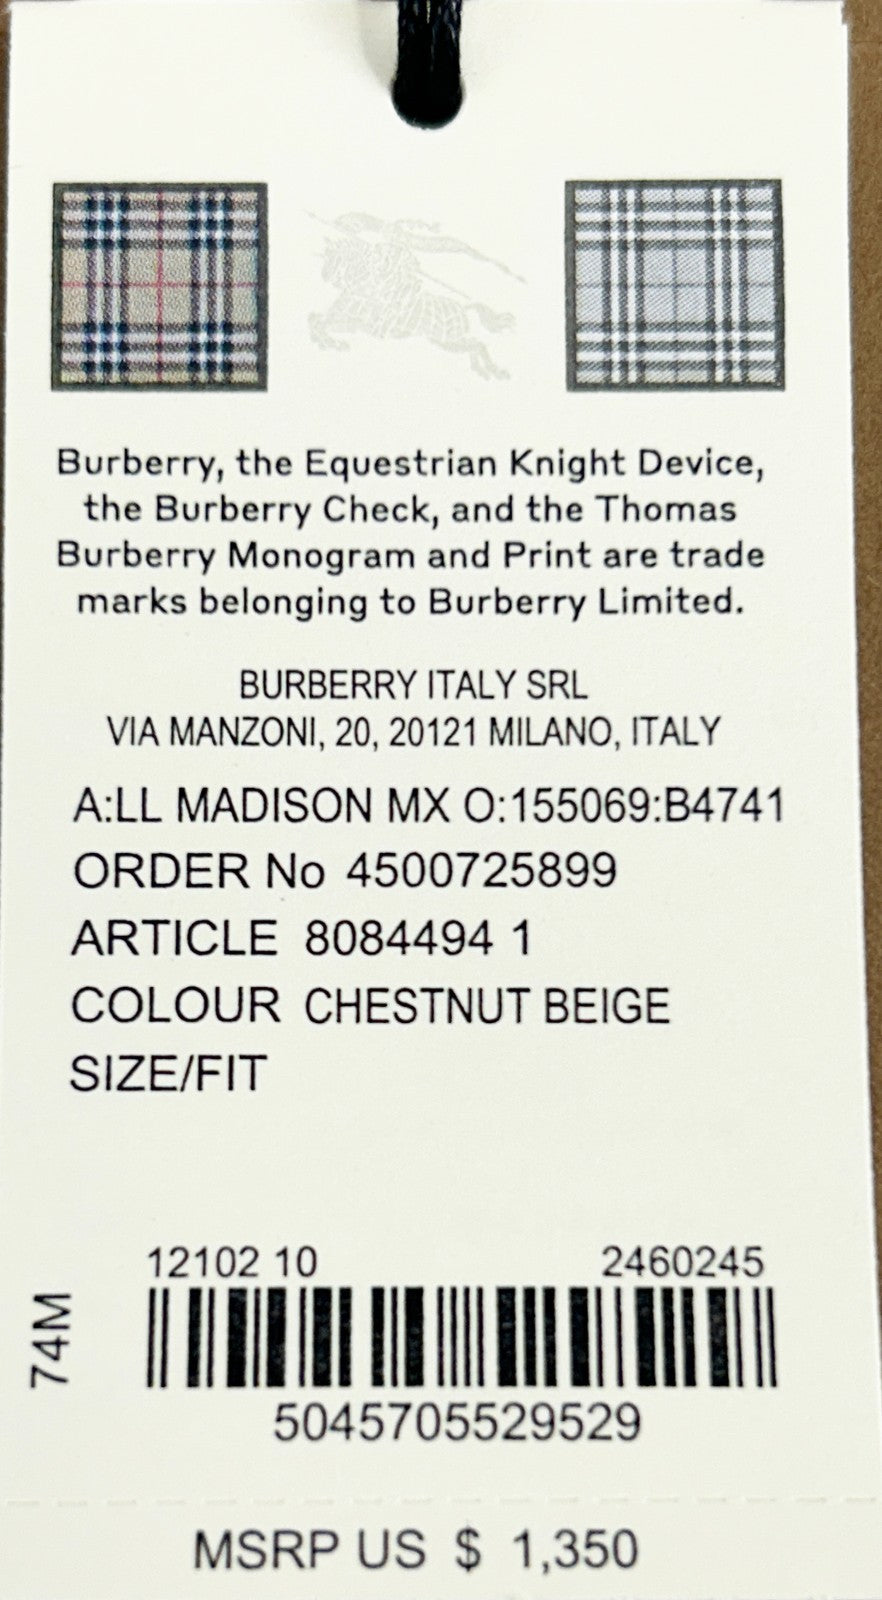 Burberry, the Equestrian Knight Device,
the Burberry Check, and the Thomas
Burberry Monogram and Print are trade
marks belonging to Burberry Limited.
BURBERRY ITALY SRL
VIA MANZONI, 20, 20121 MILANO, ITALY
A:LL MADISON MX O:155069:B4741
ORDER No 4500725899
ARTICLE 8084494 1
COLOUR CHESTNUT BEIGE
SIZE/FIT
12102 10 2460245
74M
5045705529529
MSRP US $ 1,350